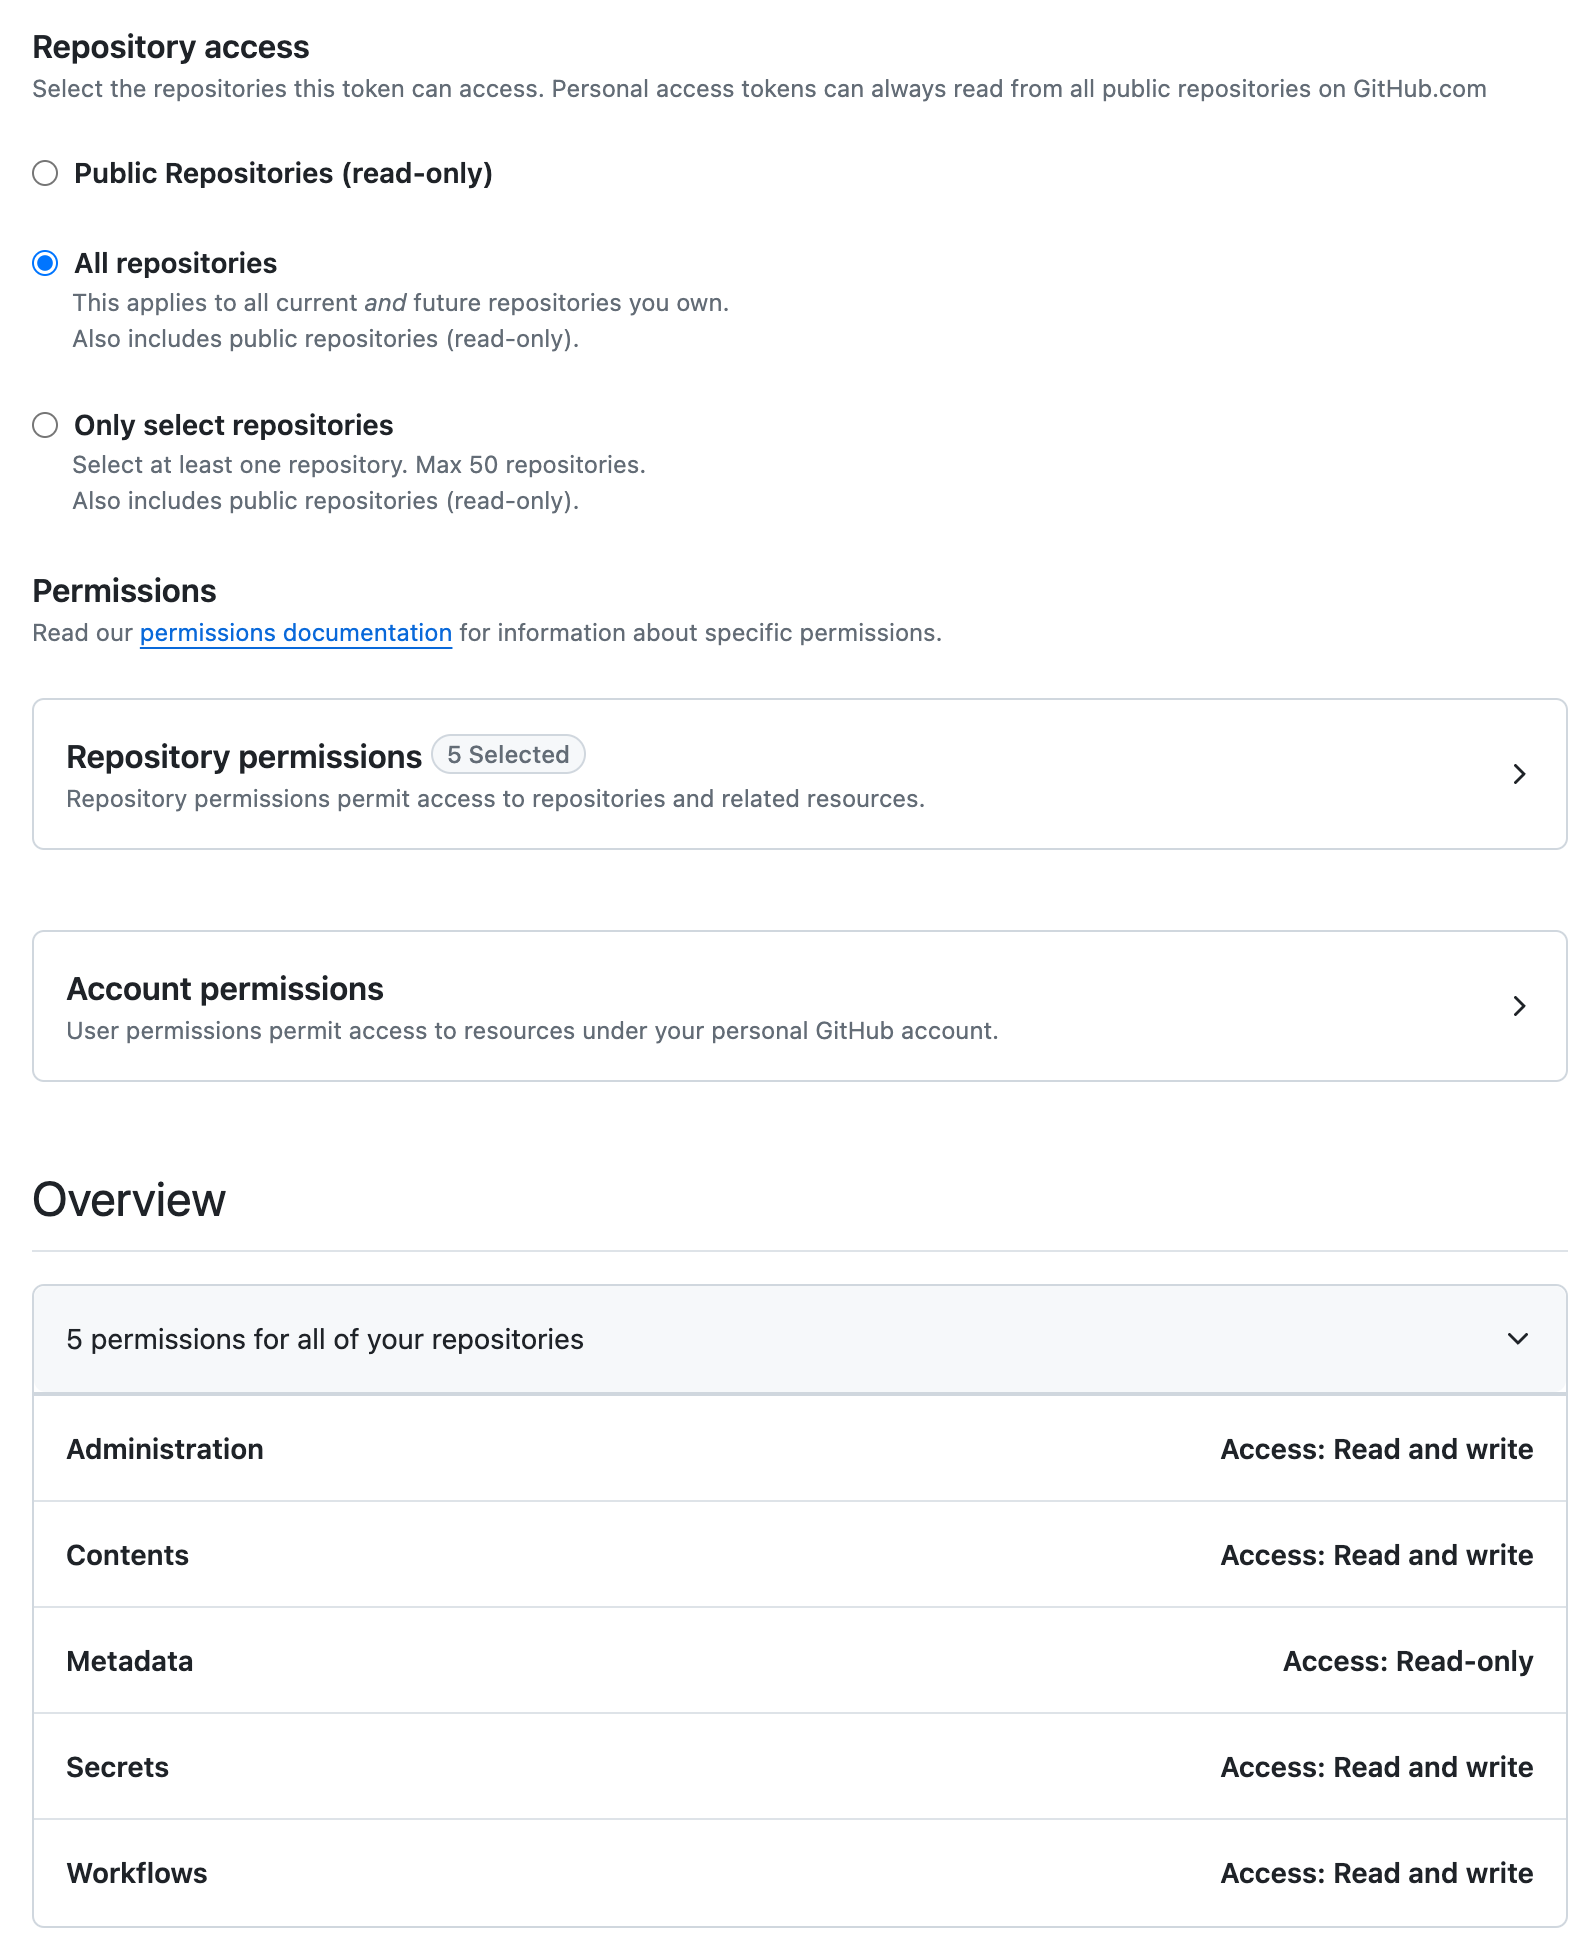 Repository access
Select the repositories this token can access. Personal access tokens can always read from all public repositories on GitHub.com
Public Repositories (read-only)
All repositories
This applies to all current and future repositories you own.
Also includes public repositories (read-only).
Only select repositories
Select at least one repository. Max 50 repositories.
Also includes public repositories (read-only).
Permissions
Read our permissions documentation for information about specific permissions.
Repository permissions 5 Selected
Repository permissions permit access to repositories and related resources.
Account permissions
User permissions permit access to resources under your personal GitHub account.
Overview
5 permissions for all of your repositories
Administration Access: Read and write
Contents Access: Read and write
Metadata Access: Read-only
Secrets Access: Read and write
Workflows Access: Read and write